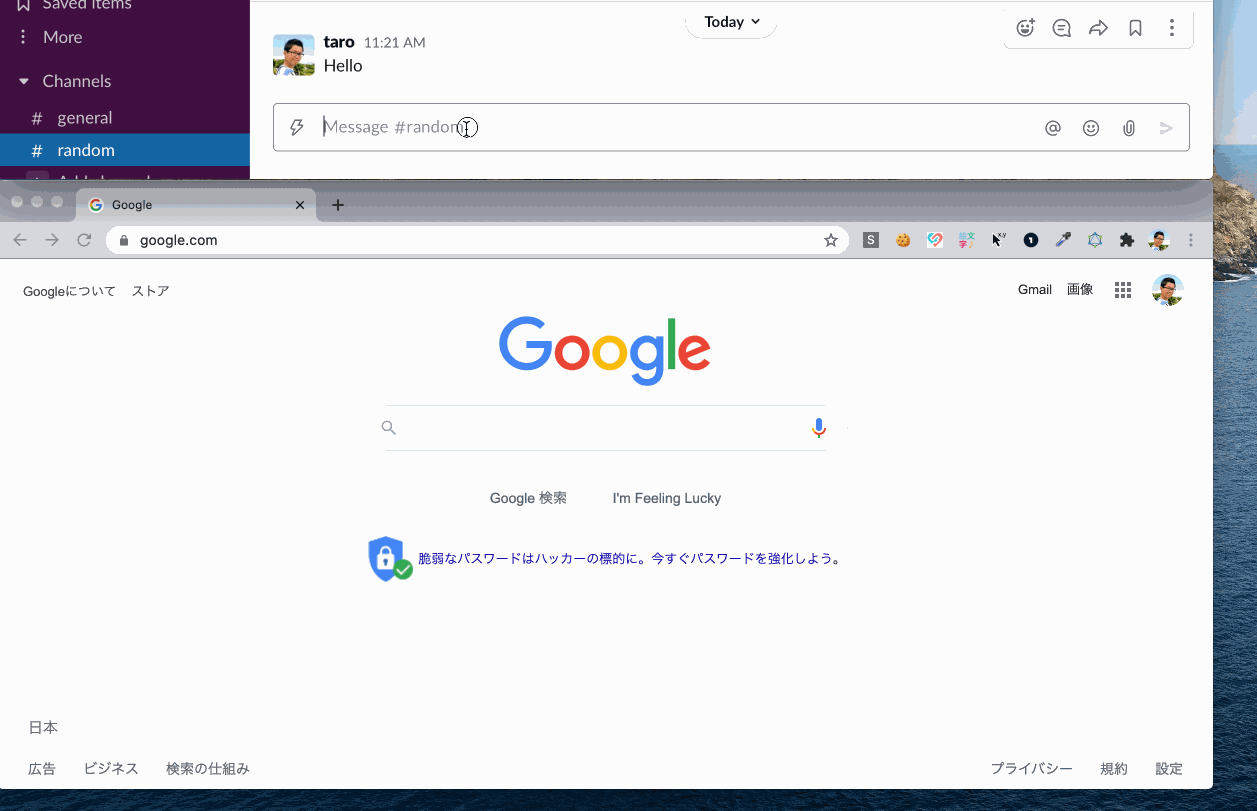 Saved items
Today
More
taro 11:21 AM
Hello
Channels
# general
Message #random
# random
Google
google.com
S
文
字
x,y
1
Googleについて ストア
Gmail 画像
Google
Google 検索 I'm Feeling Lucky
脆弱なパスワードはハッカーの標的に。今すぐパスワードを強化しよう。
日本
広告 ビジネス 検索の仕組み
プライバシー 規約 設定